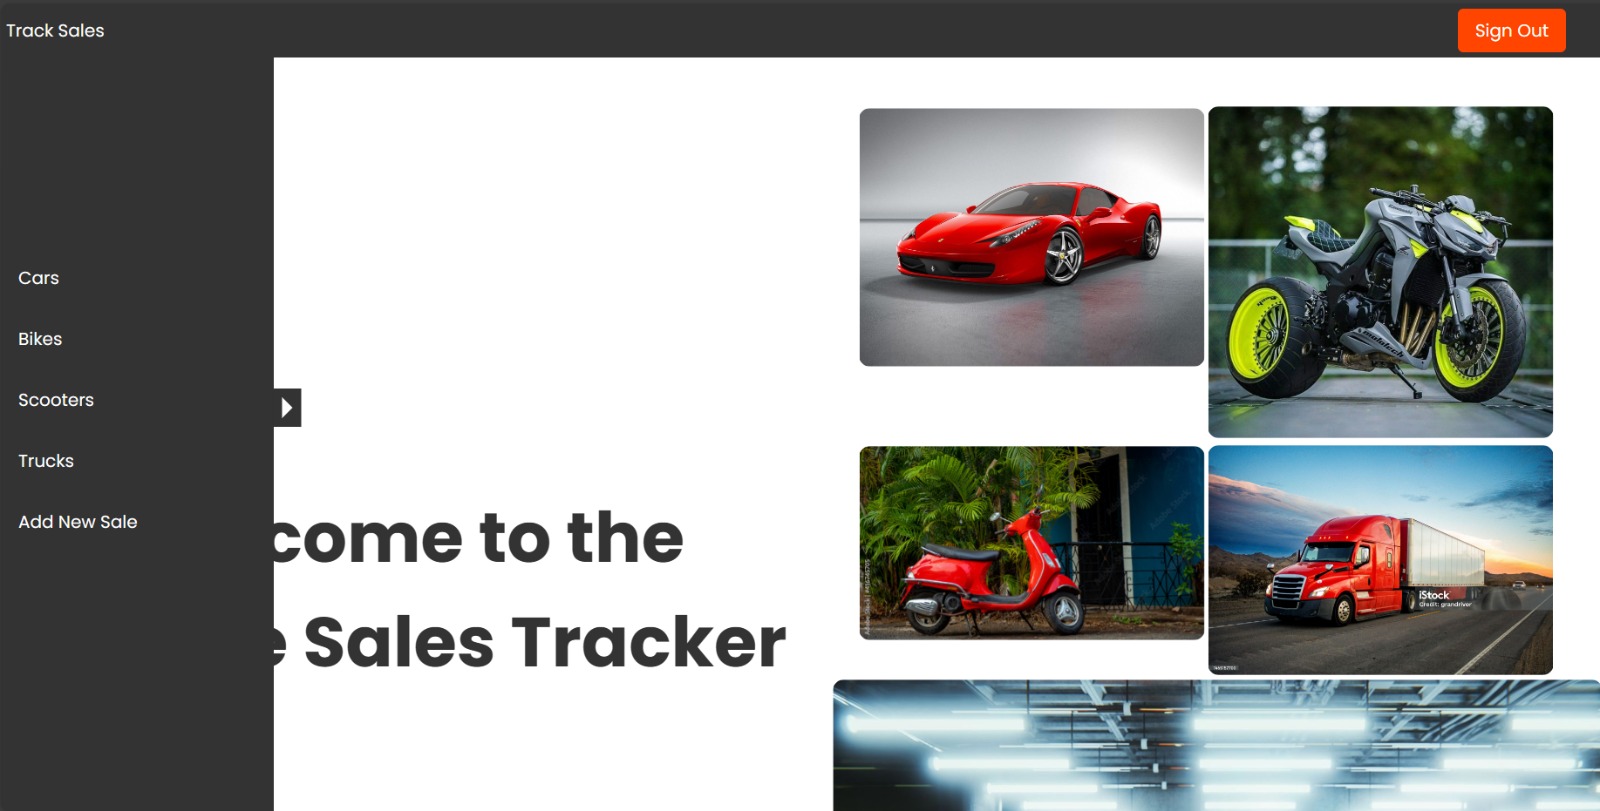 Track Sales
Sign Out
Cars
Bikes
Scooters
Trucks
Add New Sale
come to the
e Sales Tracker
iStock
Credit: grandriver